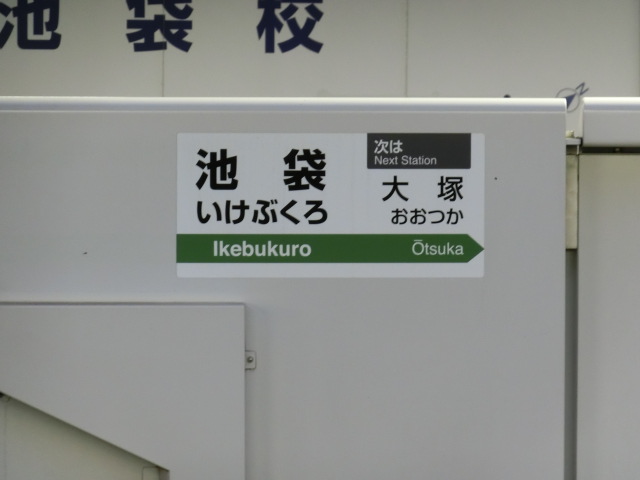 池袋校
池袋
いけぶくろ
Ikebukuro
次は
Next Station
大塚
おおつか
Ōtsuka